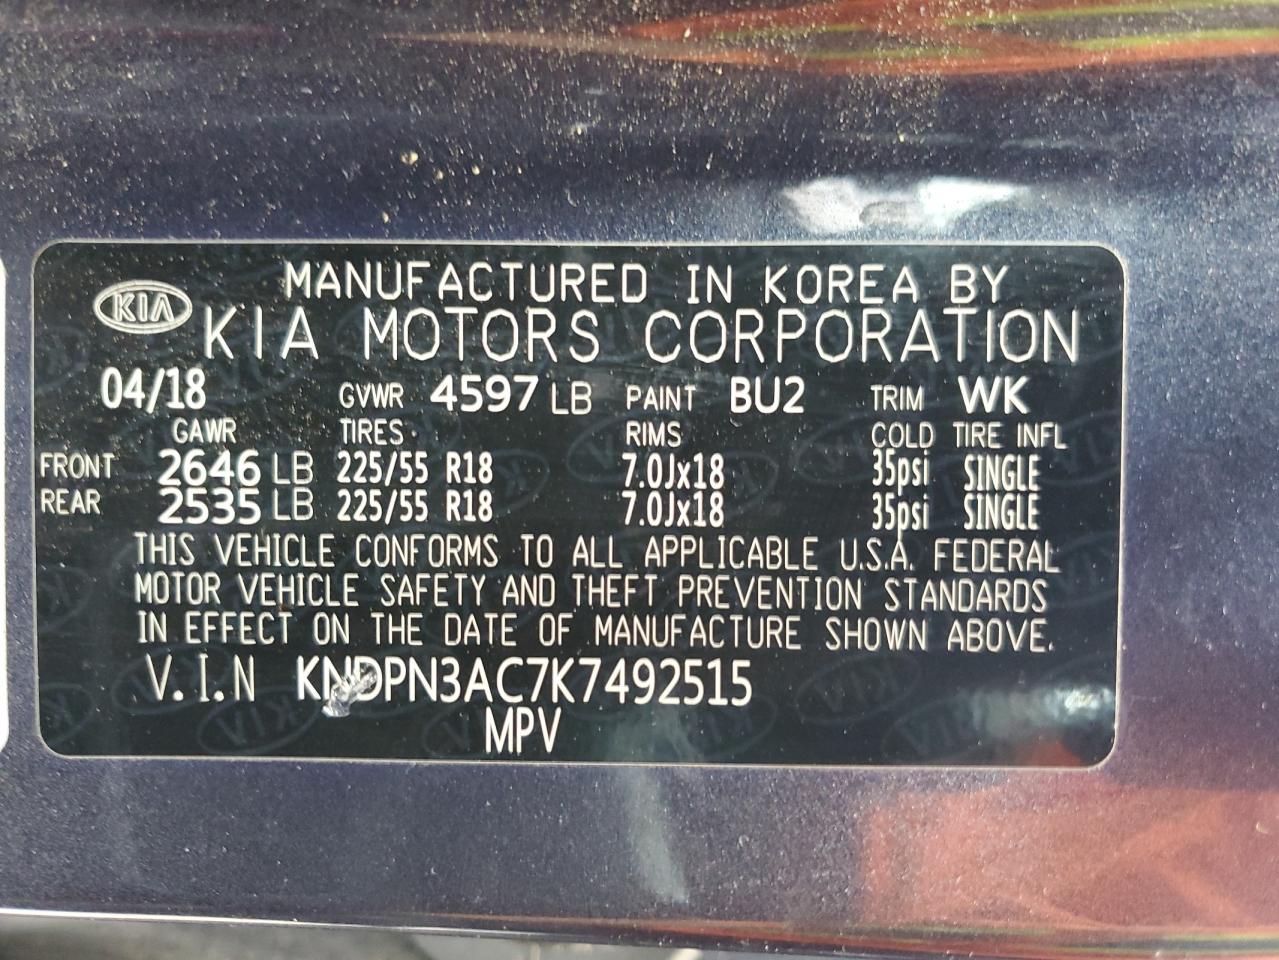 MANUFACTURED IN KOREA BY
KIA KIA MOTORS CORPORATION
04/18 GVWR 4597 LB PAINT BU2 TRIM WK
GAWR TIRES RIMS COLD TIRE INFL
FRONT 2646 LB 225/55 R18 7.0Jx18 35psi SINGLE
REAR 2535 LB 225/55 R18 7.0Jx18 35psi SINGLE
THIS VEHICLE CONFORMS TO ALL APPLICABLE U.S.A. FEDERAL
MOTOR VEHICLE SAFETY AND THEFT PREVENTION STANDARDS
IN EFFECT ON THE DATE OF MANUFACTURE SHOWN ABOVE.
V.I.N KNDPN3AC7K7492515
MPV